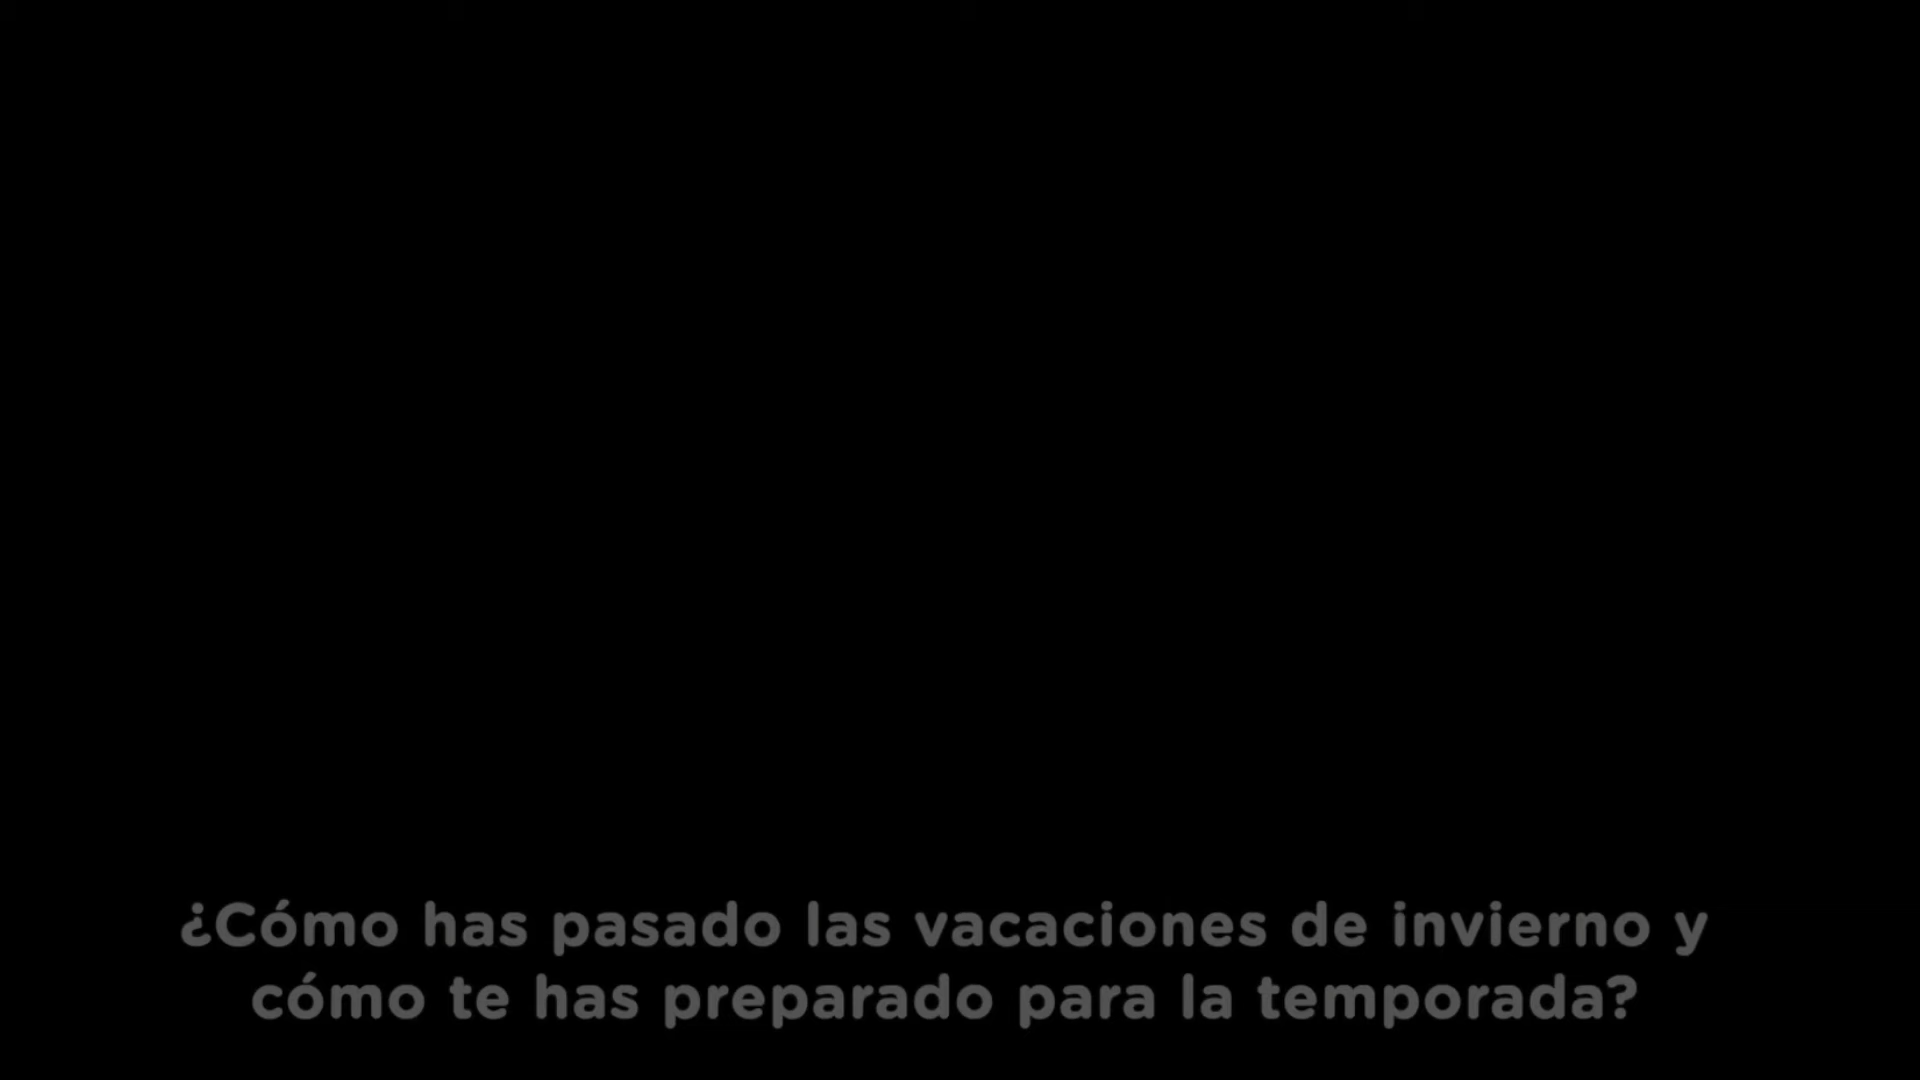 ¿Cómo has pasado las vacaciones de invierno y
cómo te has preparado para la temporada?